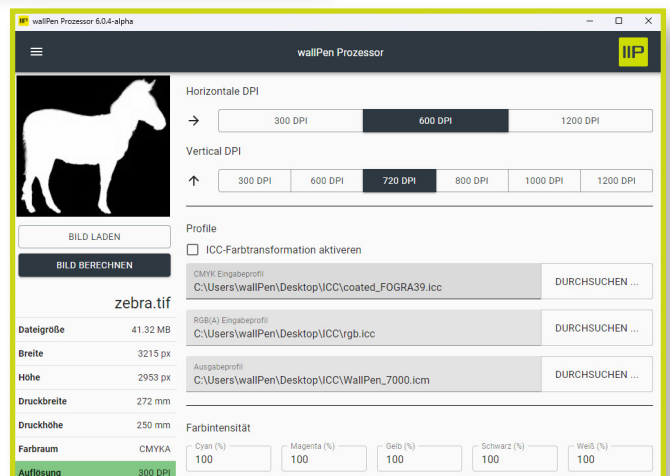 wallPen Prozessor 6.0.4-alpha
wallPen Prozessor
IIP
Horizontale DPI
300 DPI 600 DPI 1200 DPI
Vertical DPI
300 DPI 600 DPI 720 DPI 800 DPI 1000 DPI 1200 DPI
BILD LADEN
BILD BERECHNEN
zebra.tif
Dateigröße 41.32 MB
Breite 3215 px
Höhe 2953 px
Druckbreite 272 mm
Druckhöhe 250 mm
Farbraum CMYKA
Auflösung 300 DPI
Profile
ICC-Farbtransformation aktivieren
CMYK Eingabeprofil
C:\Users\wallPen\Desktop\ICC\coated_FOGRA39.icc
DURCHSUCHEN ...
RGB(A) Eingabeprofil
C:\Users\wallPen\Desktop\ICC\rgb.icc
DURCHSUCHEN ...
Ausgabeprofil
C:\Users\wallPen\Desktop\ICC\WallPen_7000.icm
DURCHSUCHEN ...
Farbintensität
Cyan (%) Magenta (%) Gelb (%) Schwarz (%) Weiß (%)
100 100 100 100 100